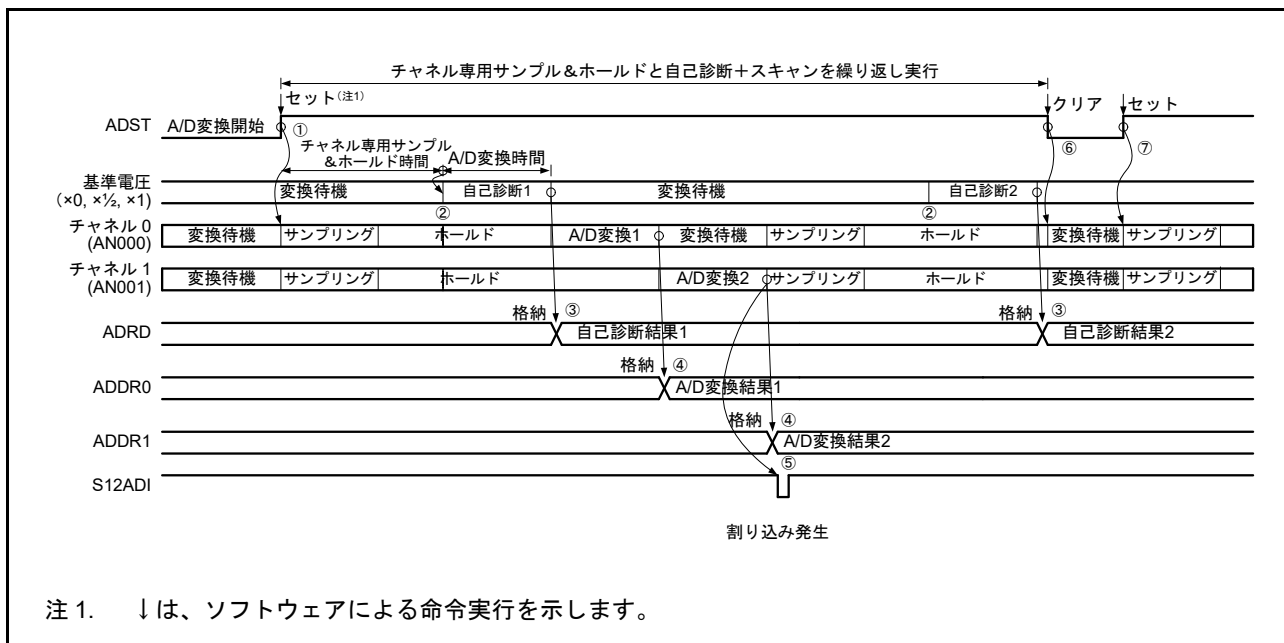 チャネル専用サンプル＆ホールドと自己診断＋スキャンを繰り返し実行
セット(注1)
クリア
セット
ADST
A/D変換開始
①
⑥
⑦
チャネル専用サンプル
＆ホールド時間
A/D変換時間
基準電圧
(×0, ×½, ×1)
変換待機
自己診断1
変換待機
自己診断2
②
②
チャネル 0
(AN000)
変換待機
サンプリング
ホールド
A/D変換1
変換待機
サンプリング
ホールド
変換待機
サンプリング
チャネル 1
(AN001)
変換待機
サンプリング
ホールド
A/D変換2
サンプリング
ホールド
変換待機
サンプリング
格納
③
格納
③
ADRD
自己診断結果1
自己診断結果2
格納
④
ADDR0
A/D変換結果1
格納
④
ADDR1
A/D変換結果2
⑤
S12ADI
割り込み発生
注 1. ↓は、ソフトウェアによる命令実行を示します。